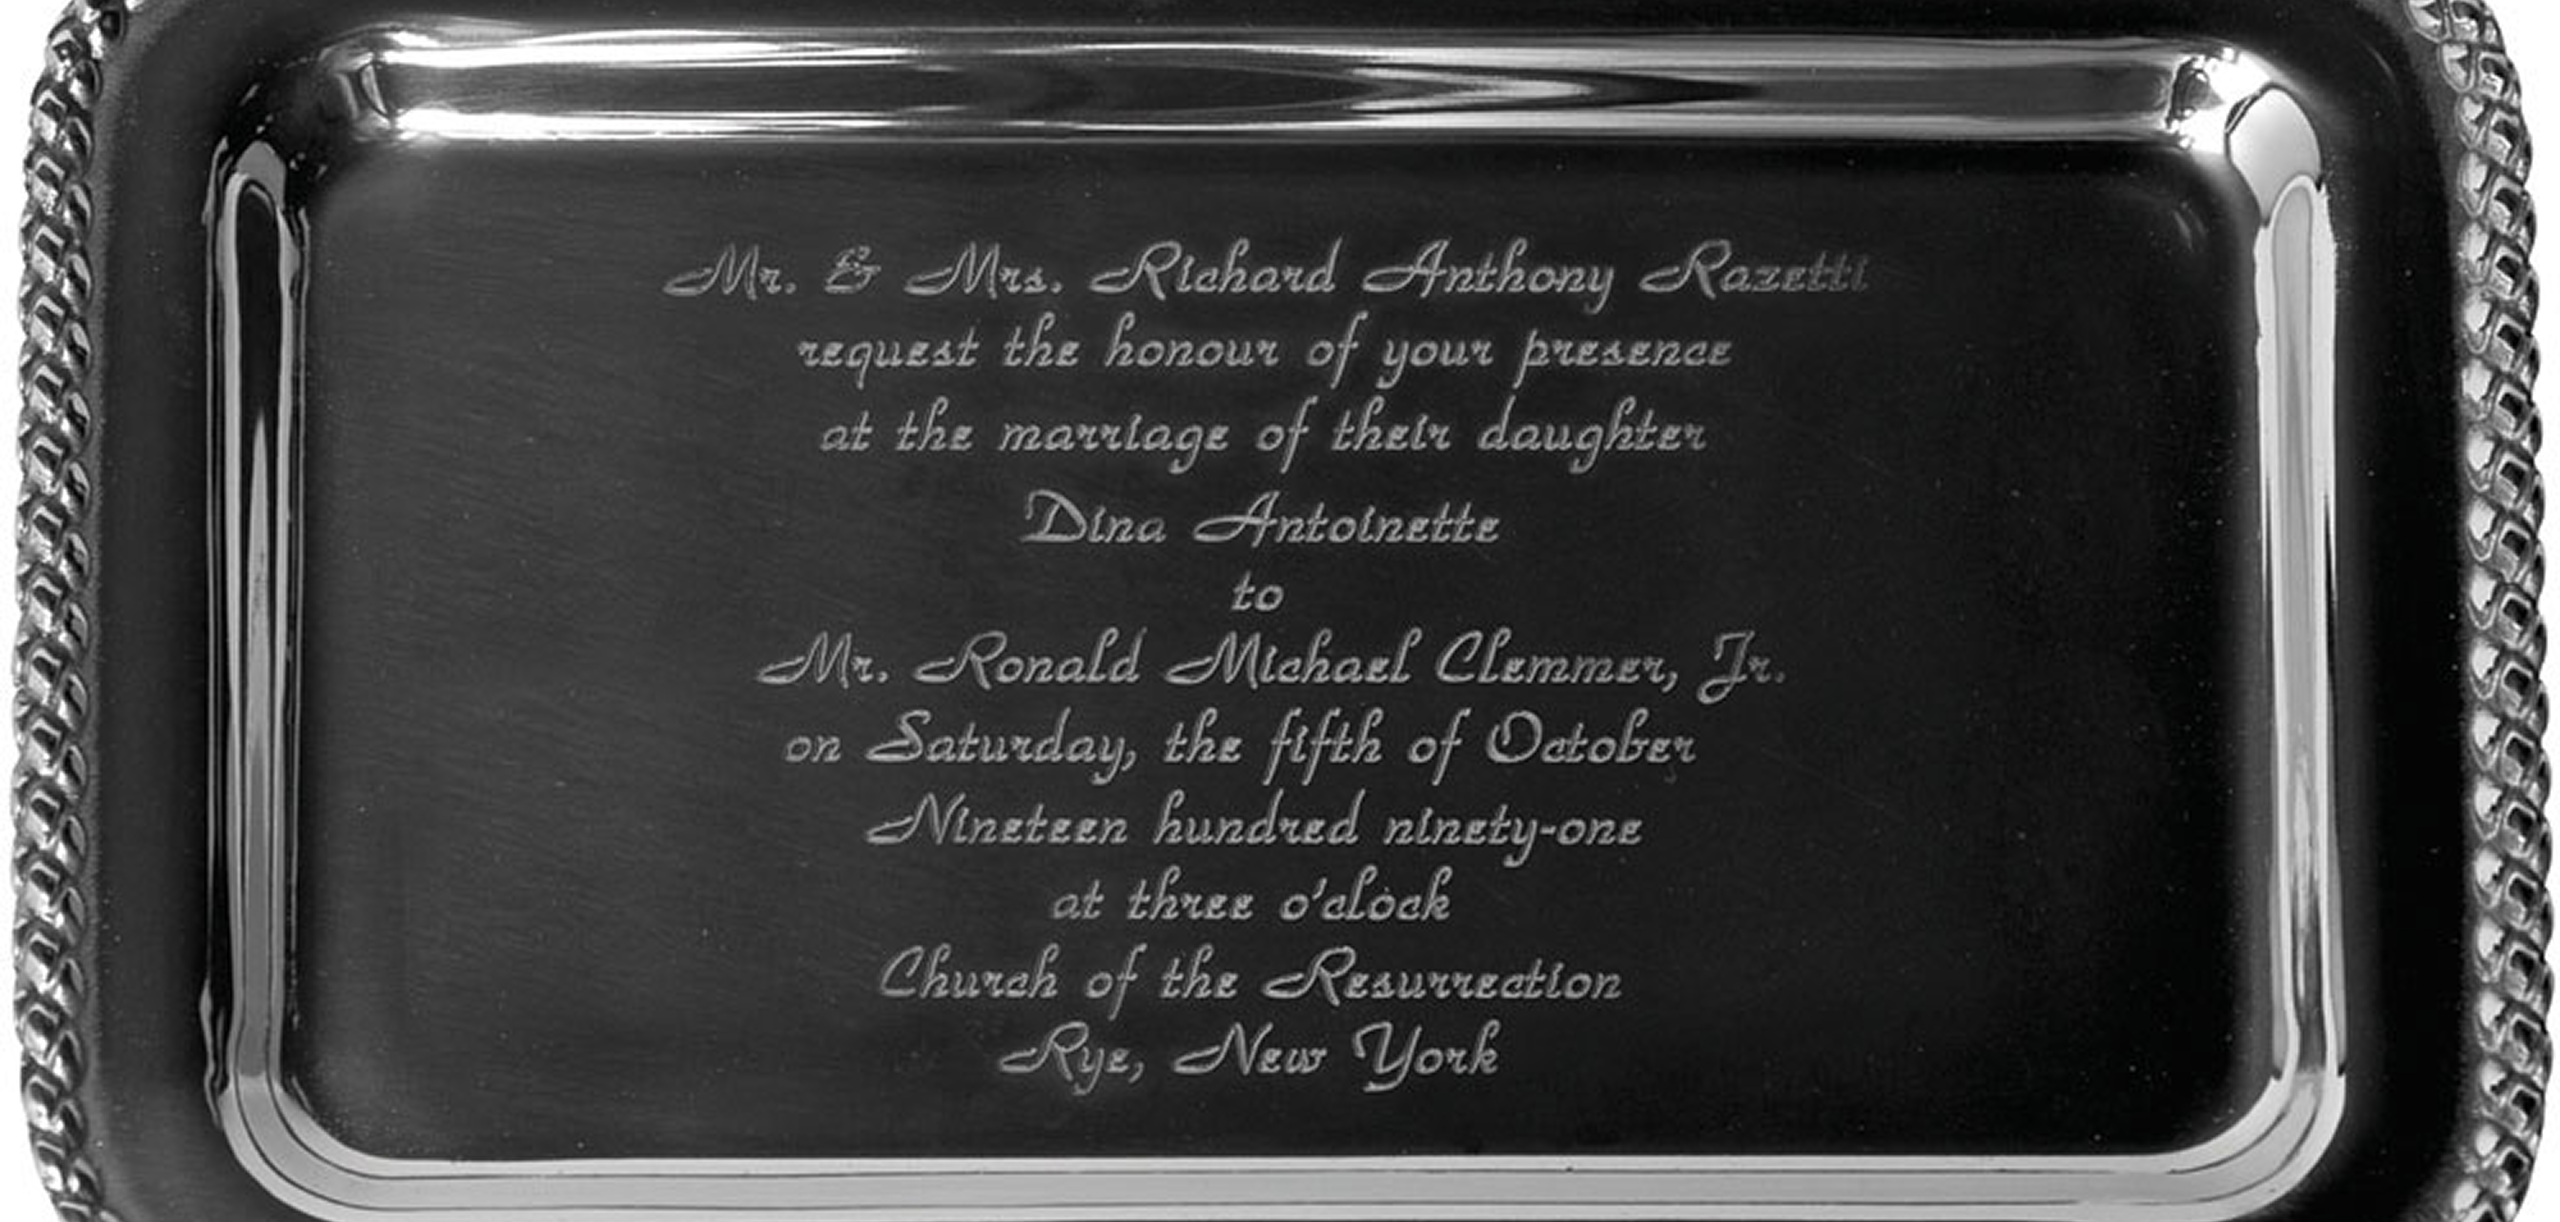 Mr. & Mrs. Richard Anthony Razetti
request the honour of your presence
at the marriage of their daughter
Dina Antoinette
to
Mr. Ronald Michael Clemmer, Jr.
on Saturday, the fifth of October
Nineteen hundred ninety-one
at three o'clock
Church of the Resurrection
Rye, New York